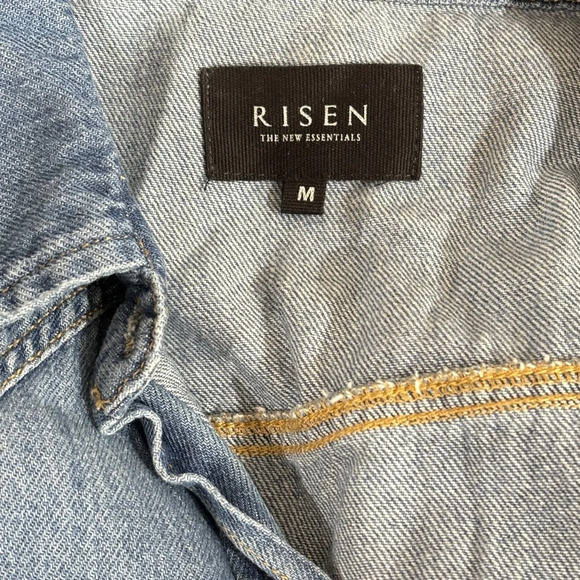 RISEN
THE NEW ESSENTIALS
M